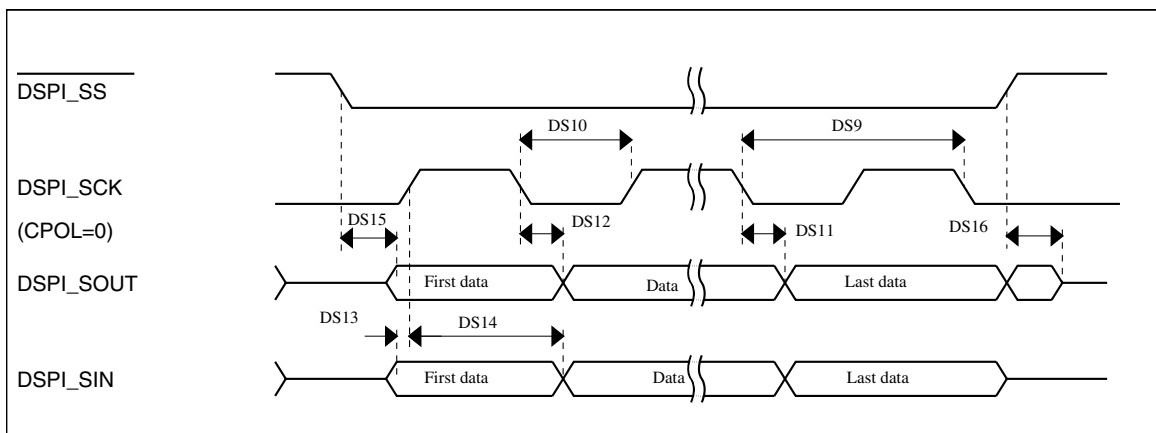 DSPI_SS
DS10
DS9
DSPI_SCK
(CPOL=0)
DS15
DS12
DS11
DS16
DSPI_SOUT
First data
Data
Last data
DS13
DS14
DSPI_SIN
First data
Data
Last data